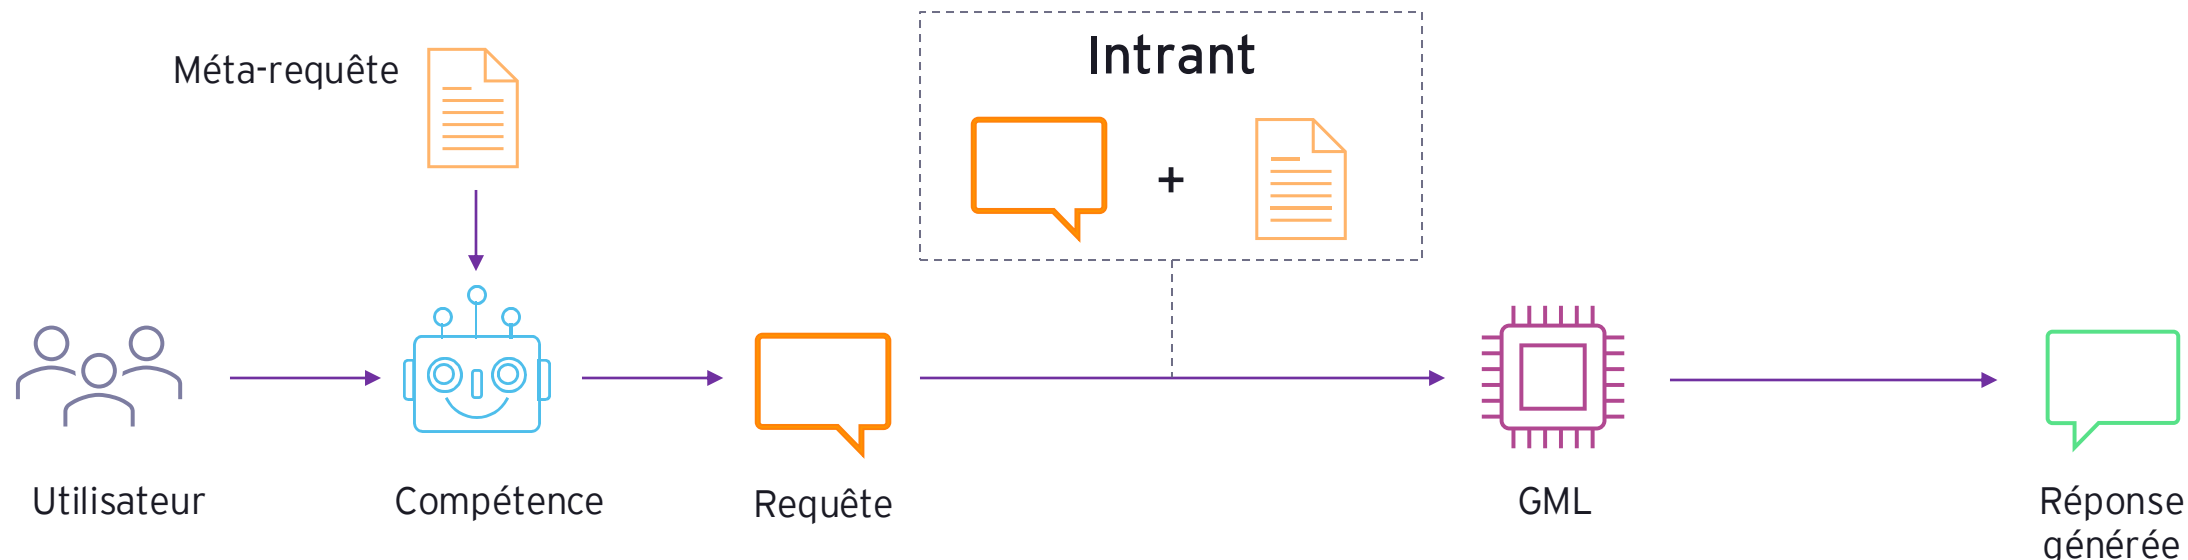 Méta-requête
Intrant
+
Utilisateur
Compétence
Requête
GML
Réponse
générée